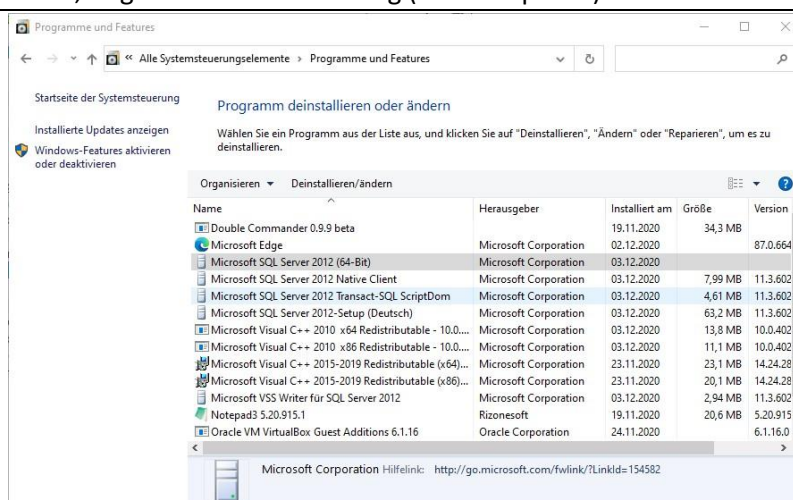 Programme und Features
« Alle Systemsteuerungselemente › Programme und Features
Startseite der Systemsteuerung
Installierte Updates anzeigen
Windows-Features aktivieren
oder deaktivieren
Programm deinstallieren oder ändern
Wählen Sie ein Programm aus der Liste aus, und klicken Sie auf "Deinstallieren", "Ändern" oder "Reparieren", um es zu
deinstallieren.
Organisieren Deinstallieren/ändern
Name Herausgeber Installiert am Größe Version
Double Commander 0.9.9 beta 19.11.2020 34,3 MB
Microsoft Edge Microsoft Corporation 02.12.2020 87.0.664
Microsoft SQL Server 2012 (64-Bit) Microsoft Corporation 03.12.2020
Microsoft SQL Server 2012 Native Client Microsoft Corporation 03.12.2020 7,99 MB 11.3.602
Microsoft SQL Server 2012 Transact-SQL ScriptDom Microsoft Corporation 03.12.2020 4,61 MB 11.3.602
Microsoft SQL Server 2012-Setup (Deutsch) Microsoft Corporation 03.12.2020 63,2 MB 11.3.602
Microsoft Visual C++ 2010 x64 Redistributable - 10.0.... Microsoft Corporation 03.12.2020 13,8 MB 10.0.402
Microsoft Visual C++ 2010 x86 Redistributable - 10.0.... Microsoft Corporation 03.12.2020 11,1 MB 10.0.402
Microsoft Visual C++ 2015-2019 Redistributable (x64)... Microsoft Corporation 23.11.2020 23,1 MB 14.24.28
Microsoft Visual C++ 2015-2019 Redistributable (x86)... Microsoft Corporation 23.11.2020 20,1 MB 14.24.28
Microsoft VSS Writer für SQL Server 2012 Microsoft Corporation 03.12.2020 2,94 MB 11.3.602
Notepad3 5.20.915.1 Rizonesoft 19.11.2020 20,6 MB 5.20.915
Oracle VM VirtualBox Guest Additions 6.1.16 Oracle Corporation 24.11.2020 6.1.16.0
Microsoft Corporation Hilfelink: http://go.microsoft.com/fwlink/?LinkId=154582